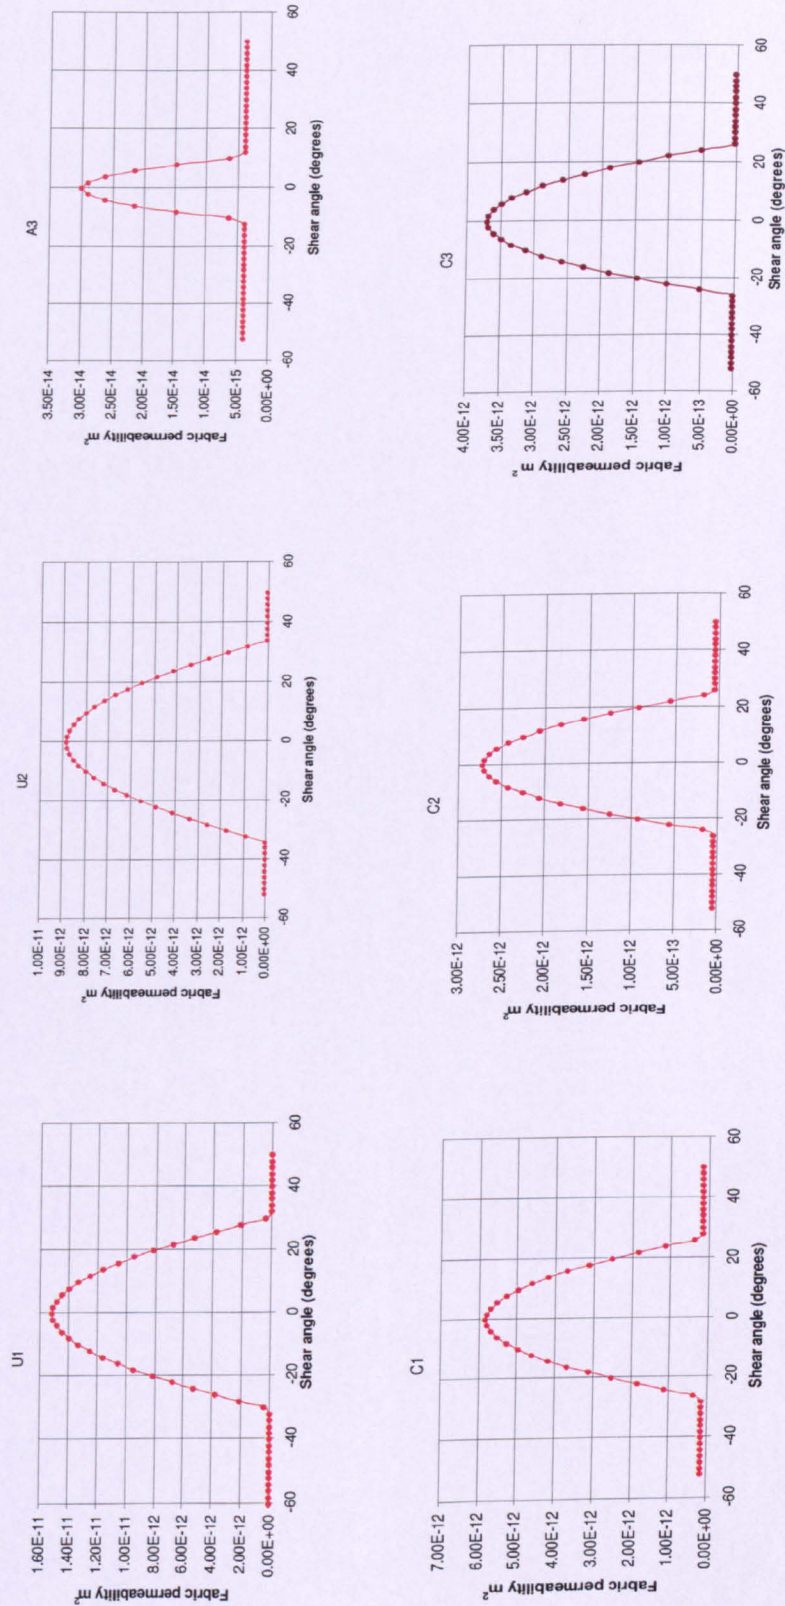 U1
Fabric permeability m²
1.60E-11
1.40E-11
1.20E-11
1.00E-11
8.00E-12
6.00E-12
4.00E-12
2.00E-12
0.00E+00
-60 -40 -20 0 20 40 60
Shear angle (degrees)
U2
Fabric permeability m²
1.00E-11
9.00E-12
8.00E-12
7.00E-12
6.00E-12
5.00E-12
4.00E-12
3.00E-12
2.00E-12
1.00E-12
0.00E+00
-60 -40 -20 0 20 40 60
Shear angle (degrees)
A3
Fabric permeability m²
3.50E-14
3.00E-14
2.50E-14
2.00E-14
1.50E-14
1.00E-14
5.00E-15
0.00E+00
-60 -40 -20 0 20 40 60
Shear angle (degrees)
C1
Fabric permeability m²
7.00E-12
6.00E-12
5.00E-12
4.00E-12
3.00E-12
2.00E-12
1.00E-12
0.00E+00
-60 -40 -20 0 20 40 60
Shear angle (degrees)
C2
Fabric permeability m²
3.00E-12
2.50E-12
2.00E-12
1.50E-12
1.00E-12
5.00E-13
0.00E+00
-60 -40 -20 0 20 40 60
Shear angle (degrees)
C3
Fabric permeability m²
4.00E-12
3.50E-12
3.00E-12
2.50E-12
2.00E-12
1.50E-12
1.00E-12
5.00E-13
0.00E+00
-60 -40 -20 0 20 40 60
Shear angle (degrees)